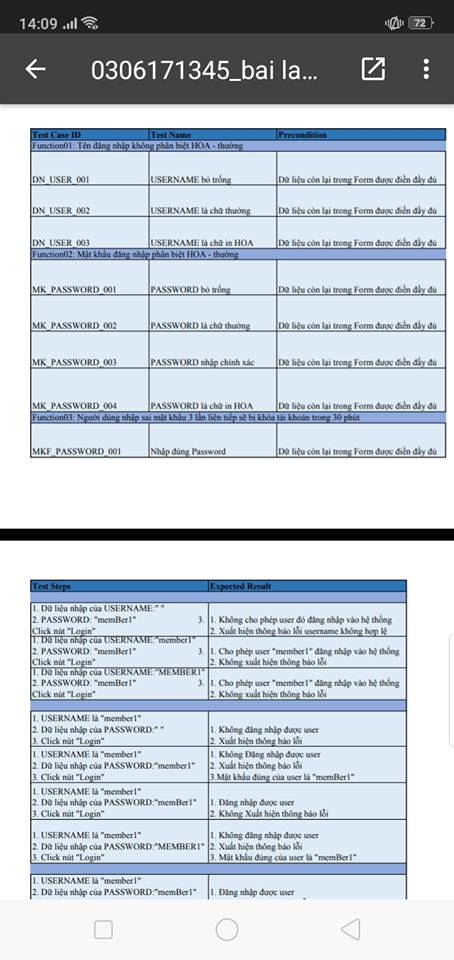 14:09
72
0306171345_bai la...
Test Case ID Test Name Precondition
Function01: Tên đăng nhập không phân biệt HOA - thường
DN_USER_001 USERNAME bỏ trống Dữ liệu còn lại trong Form được điền đầy đủ
DN_USER_002 USERNAME là chữ thường Dữ liệu còn lại trong Form được điền đầy đủ
DN_USER_003 USERNAME là chữ in HOA Dữ liệu còn lại trong Form được điền đầy đủ
Function02: Mật khẩu đăng nhập phân biệt HOA - thường
MK_PASSWORD_001 PASSWORD bỏ trống Dữ liệu còn lại trong Form được điền đầy đủ
MK_PASSWORD_002 PASSWORD là chữ thường Dữ liệu còn lại trong Form được điền đầy đủ
MK_PASSWORD_003 PASSWORD nhập chính xác Dữ liệu còn lại trong Form được điền đầy đủ
MK_PASSWORD_004 PASSWORD là chữ in HOA Dữ liệu còn lại trong Form được điền đầy đủ
Function03: Người dùng nhập sai mật khẩu 3 lần liên tiếp sẽ bị khóa tài khoản trong 30 phút
MKF_PASSWORD_001 Nhập đúng Password Dữ liệu còn lại trong Form được điền đầy đủ
Test Steps Expected Result
1. Dữ liệu nhập của USERNAME:" "
2. PASSWORD: "memBer1" 3. 1. Không cho phép user đó đăng nhập vào hệ thống
Click nút "Login" 2. Xuất hiện thông báo lỗi username không hợp lệ
1. Dữ liệu nhập của USERNAME:"member1"
2. PASSWORD: "memBer1" 3. 1. Cho phép user "member1" đăng nhập vào hệ thống
Click nút "Login" 2. Không xuất hiện thông báo lỗi
1. Dữ liệu nhập của USERNAME:"MEMBER1"
2. PASSWORD: "memBer1" 3. 1. Cho phép user "member1" đăng nhập vào hệ thống
Click nút "Login" 2. Không xuất hiện thông báo lỗi
1. USERNAME là "member1"
2. Dữ liệu nhập của PASSWORD:" " 1. Không đăng nhập được user
3. Click nút "Login" 2. Xuất hiện thông báo lỗi
1. USERNAME là "member1" 1. Không Đăng nhập được user
2. Dữ liệu nhập của PASSWORD:"member1" 2. Xuất hiện thông báo lỗi
3. Click nút "Login" 3.Mật khẩu đúng của user là "memBer1"
1. USERNAME là "member1"
2. Dữ liệu nhập của PASSWORD:"memBer1" 1. Đăng nhập được user
3. Click nút "Login" 2. Không Xuất hiện thông báo lỗi
1. USERNAME là "member1" 1. Không đăng nhập được user
2. Dữ liệu nhập của PASSWORD:"MEMBER1" 2. Xuất hiện thông báo lỗi
3. Click nút "Login" 3. Mật khẩu đúng của user là "memBer1"
1. USERNAME là "member1"
2. Dữ liệu nhập của PASSWORD:"memBer1" 1. Đăng nhập được user